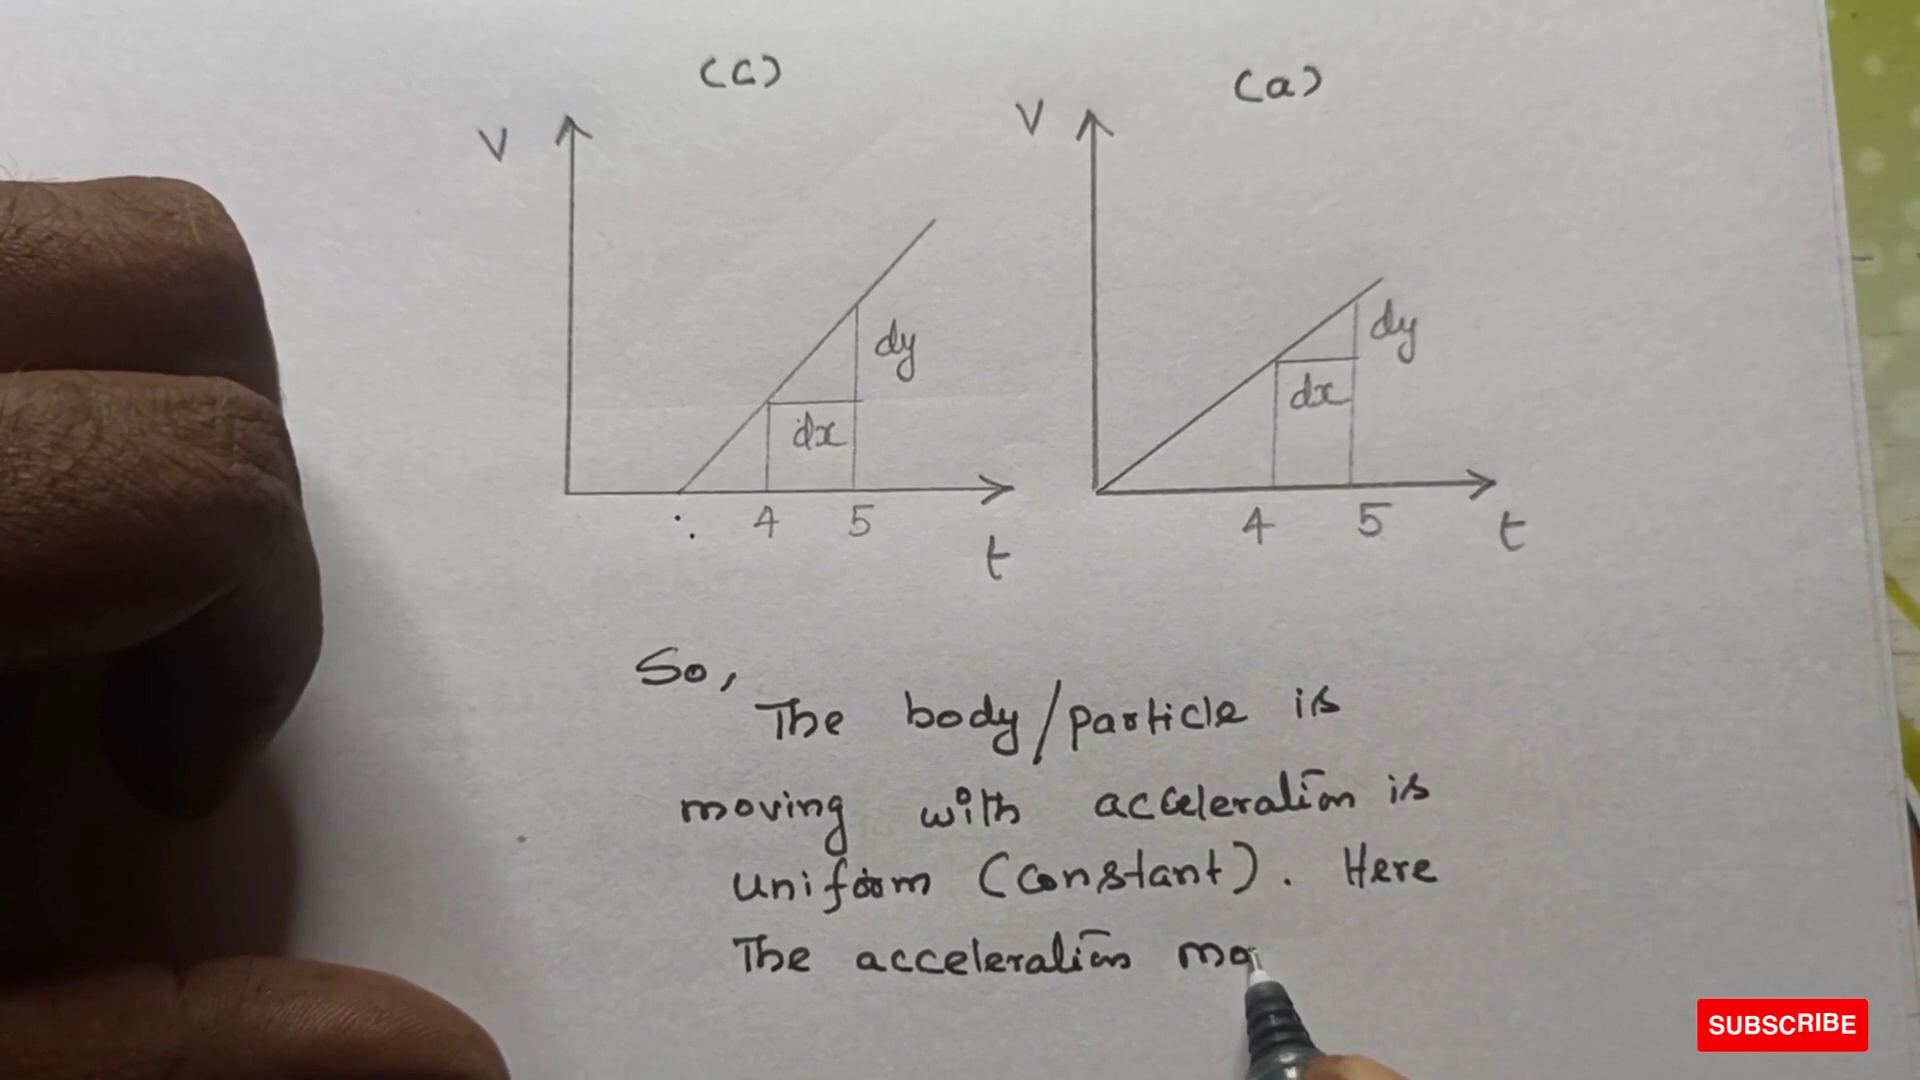 (c) (a)
V V
dy dy
dx dx
4 5 4 5
t t
So,
The body/particle is
moving with acceleration is
uniform (constant). Here
The acceleration ma
SUBSCRIBE